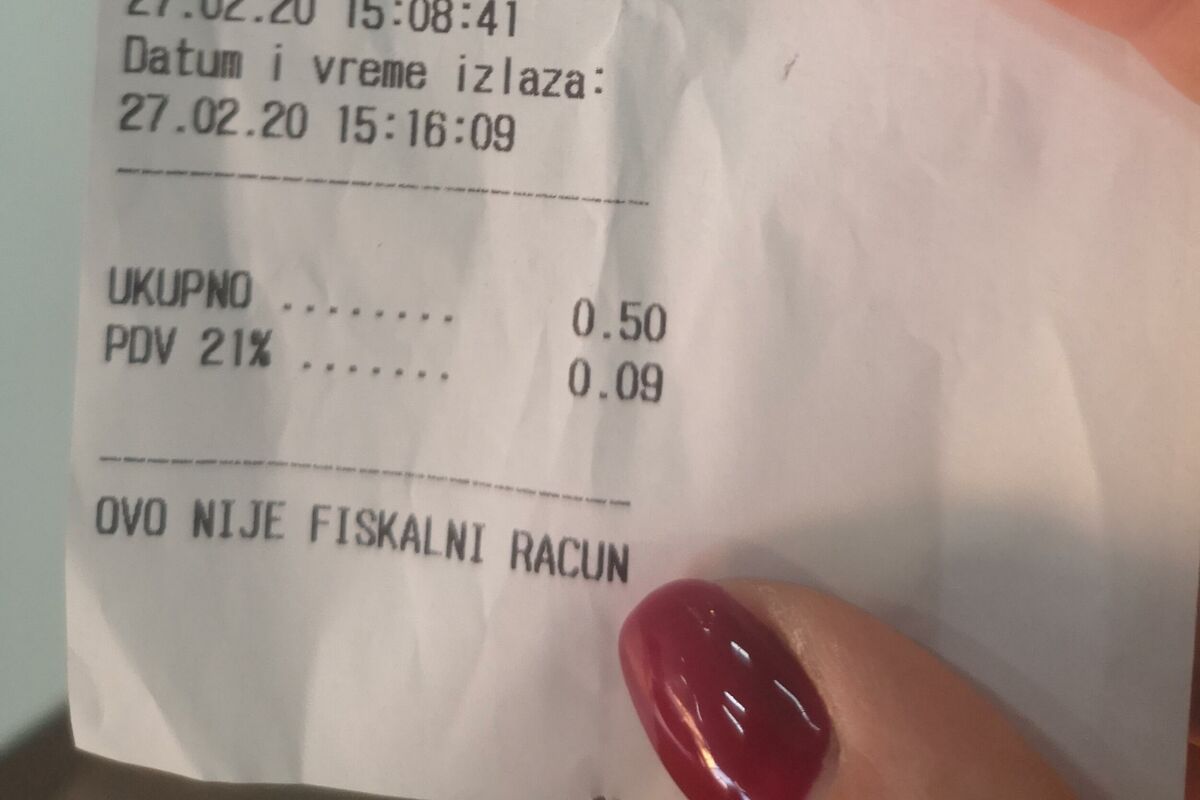 27.02.20 15:08:41
Datum i vreme izlaza:
27.02.20 15:16:09
UKUPNO ........ 0.50
PDV 21% ....... 0.09
OVO NIJE FISKALNI RACUN